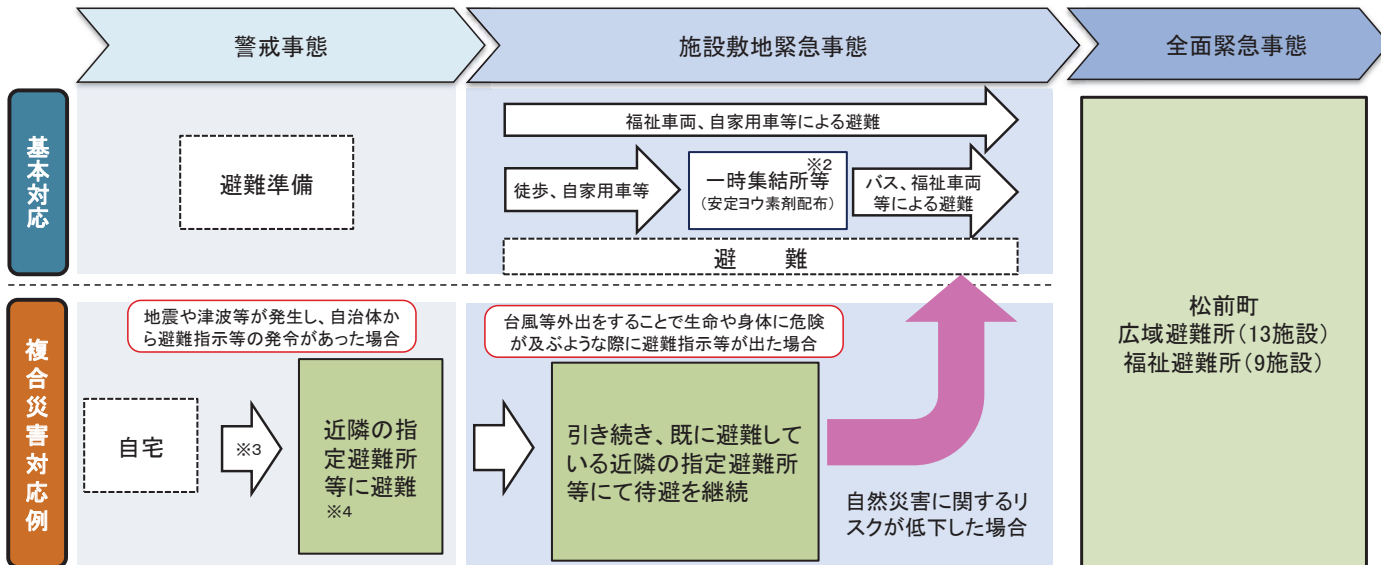 警戒事態
施設敷地緊急事態
全面緊急事態
基本対応
避難準備
福祉車両、自家用車等による避難
徒歩、自家用車等
※2
一時集結所等
（安定ヨウ素剤配布）
バス、福祉車両
等による避難
避　難
複合災害対応例
地震や津波等が発生し、自治体か
ら避難指示等の発令があった場合
自宅
※3
近隣の指
定避難所
等に避難
※4
台風等外出をすることで生命や身体に危険
が及ぶような際に避難指示等が出た場合
引き続き、既に避難して
いる近隣の指定避難所
等にて待避を継続
自然災害に関するリ
スクが低下した場合
松前町
広域避難所（13施設）
福祉避難所（9施設）